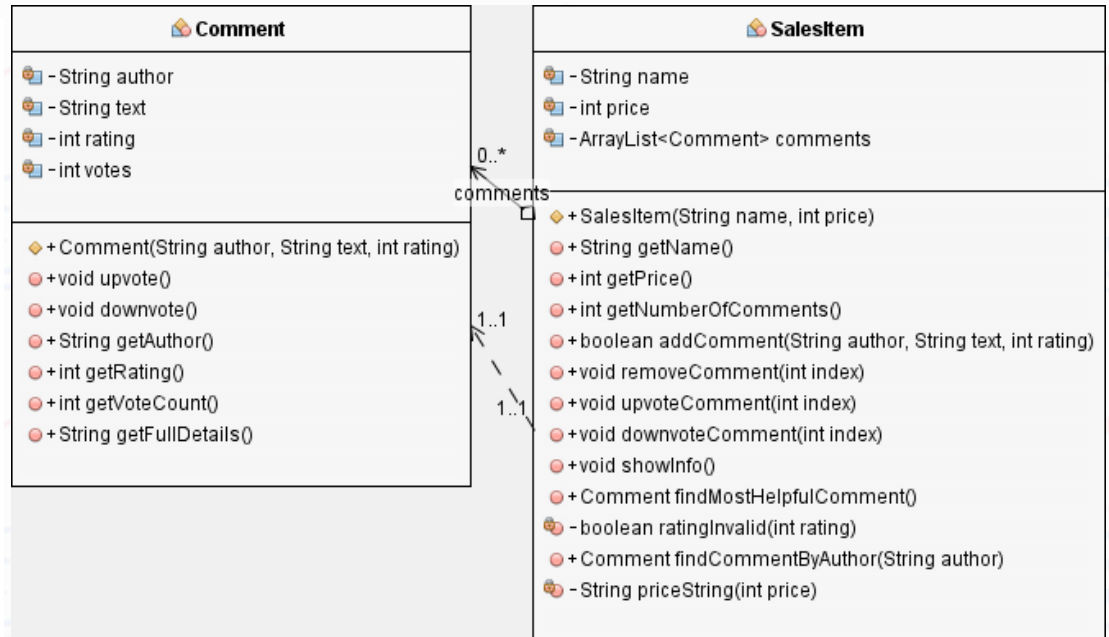 Comment
- String author
- String text
- int rating
- int votes
+ Comment(String author, String text, int rating)
+ void upvote()
+ void downvote()
+ String getAuthor()
+ int getRating()
+ int getVoteCount()
+ String getFullDetails()
0..*
comments
1..1
1..1
SalesItem
- String name
- int price
- ArrayList<Comment> comments
+ SalesItem(String name, int price)
+ String getName()
+ int getPrice()
+ int getNumberOfComments()
+ boolean addComment(String author, String text, int rating)
+ void removeComment(int index)
+ void upvoteComment(int index)
+ void downvoteComment(int index)
+ void showInfo()
+ Comment findMostHelpfulComment()
- boolean ratingInvalid(int rating)
+ Comment findCommentByAuthor(String author)
- String priceString(int price)